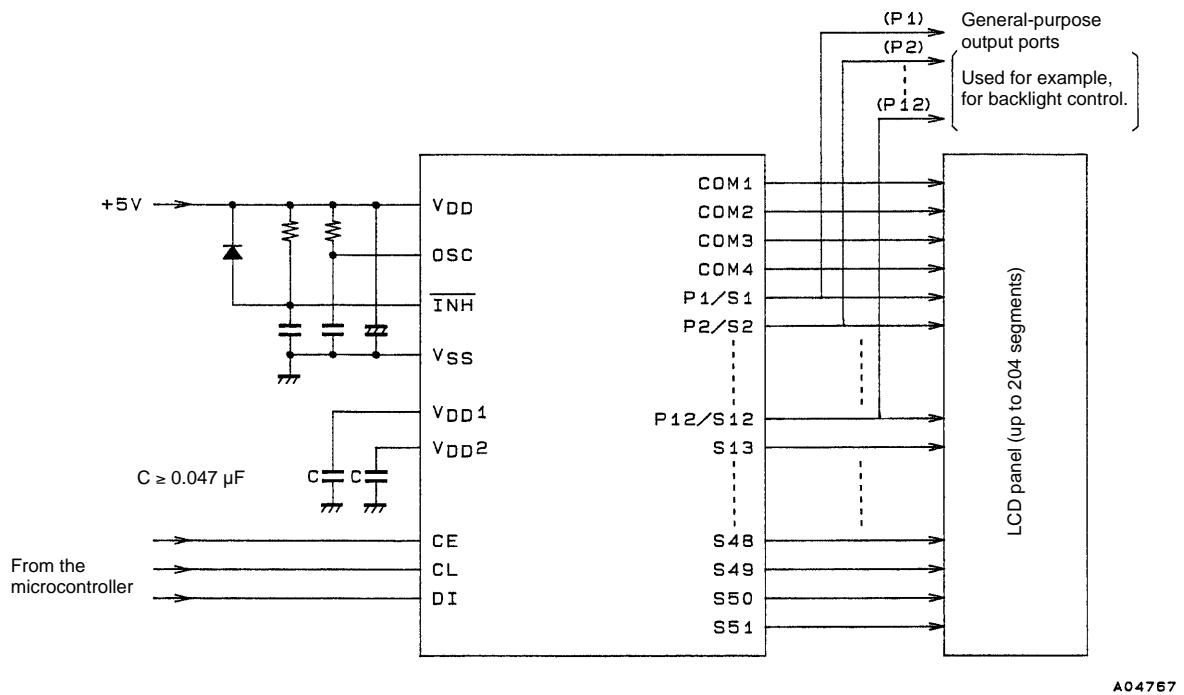 (P1)
General-purpose
output ports
(P2)
Used for example,
for backlight control.
(P12)
+5V
VDD
OSC
INH
VSS
VDD1
VDD2
C ≥ 0.047 µF
C
C
From the
microcontroller
CE
CL
DI
COM1
COM2
COM3
COM4
P1/S1
P2/S2
P12/S12
S13
S48
S49
S50
S51
LCD panel (up to 204 segments)
A04767